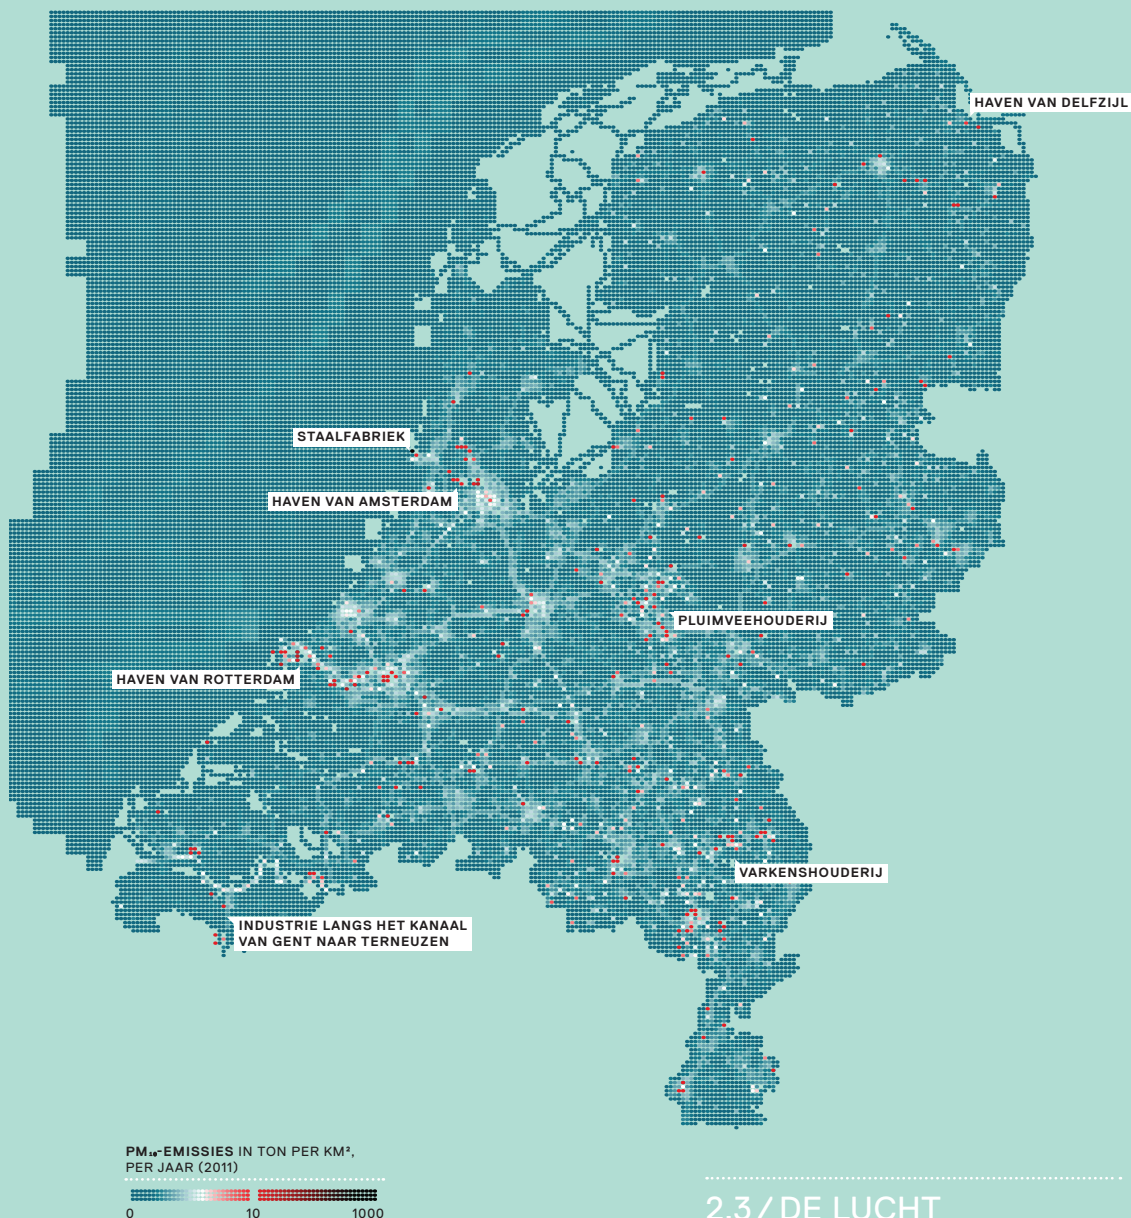 HAVEN VAN DELFZIJL
STAALFABRIEK
HAVEN VAN AMSTERDAM
PLUIMVEEHOUDERIJ
HAVEN VAN ROTTERDAM
VARKENSHOUDERIJ
INDUSTRIE LANGS HET KANAAL
VAN GENT NAAR TERNEUZEN
PM₁₀-EMISSIES IN TON PER KM²,
PER JAAR (2011)
0 10 1000
2.3 / DE LUCHT